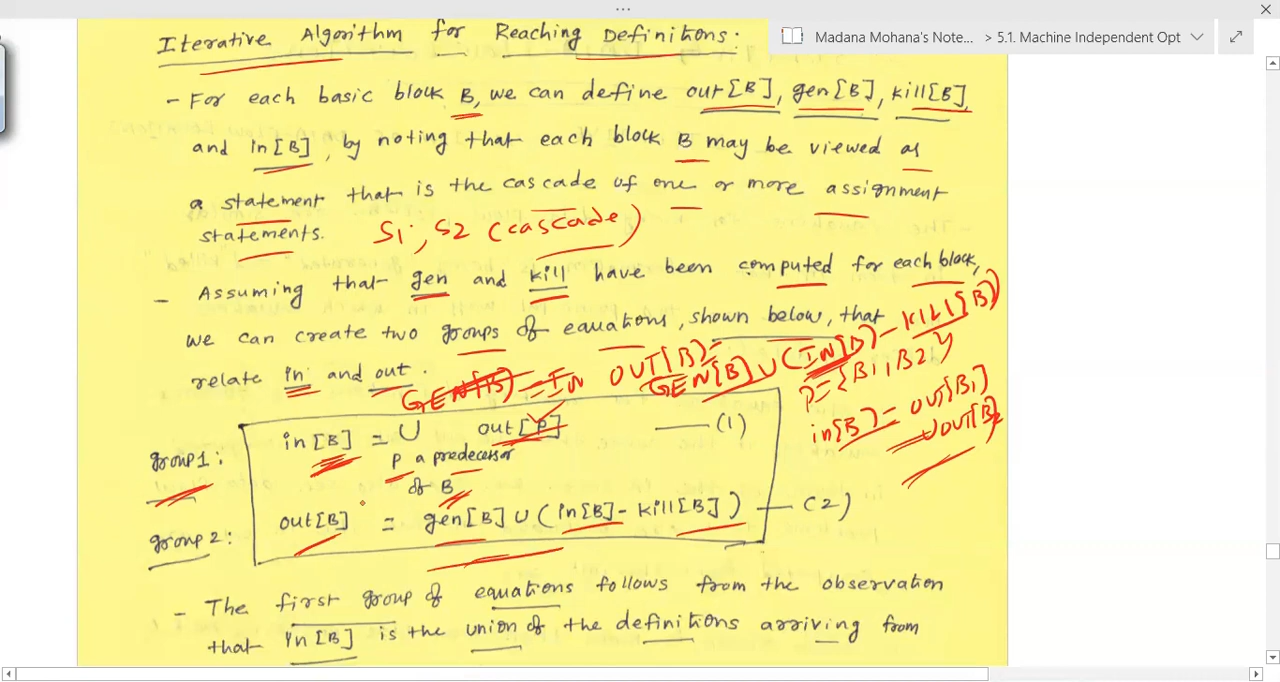 ...
Madana Mohana's Note... > 5.1. Machine Independent Opt
Iterative Algorithm for Reaching Definitions.
- For each basic block B, we can define out[B], gen[B], kill[B],
and in[B], by noting that each block B may be viewed as
a statement that is the cascade of one or more assignment
statements. S1; S2 (cascade)
- Assuming that gen and kill have been computed for each block,
we can create two groups of equations, shown below, that
relate in and out.
GEN(B) = IN OUT[B]=
GEN[B] U (IN[B) - KILL[B])
P={B1,B2}
in[B) = OUT[B1]
UOUT[B2
group1: in[B] = U out[P] ——(1)
P a predecessor
of B
group 2: out[B] = gen[B] U (in[B] - kill[B]) — (2)
- The first group of equations follows from the observation
that in[B] is the union of the definitions arriving from